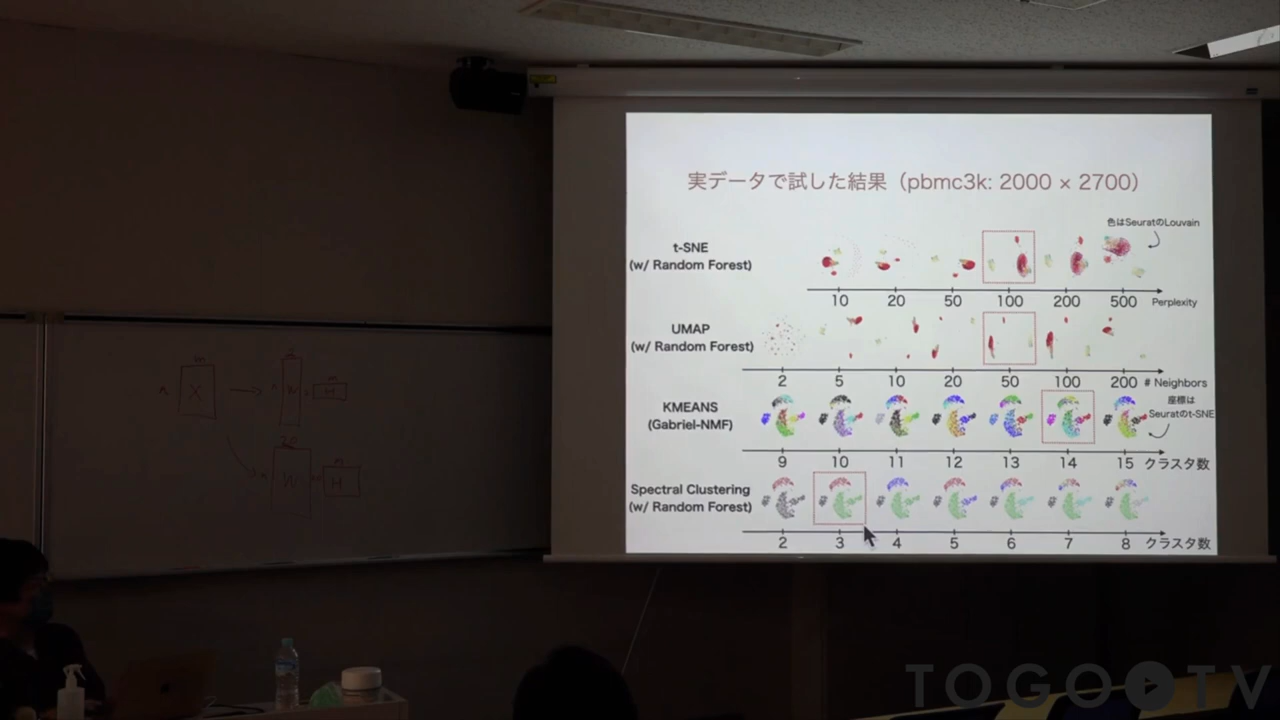 実データで試した結果（pbmc3k: 2000 × 2700）
色はSeuratのLouvain
t-SNE
(w/ Random Forest)
10 20 50 100 200 500 Perplexity
UMAP
(w/ Random Forest)
2 5 10 20 50 100 200 # Neighbors
KMEANS
(Gabriel-NMF)
座標は
Seuratのt-SNE
9 10 11 12 13 14 15 クラスタ数
Spectral Clustering
(w/ Random Forest)
2 3 4 5 6 7 8 クラスタ数
X
H
H
TOGO TV